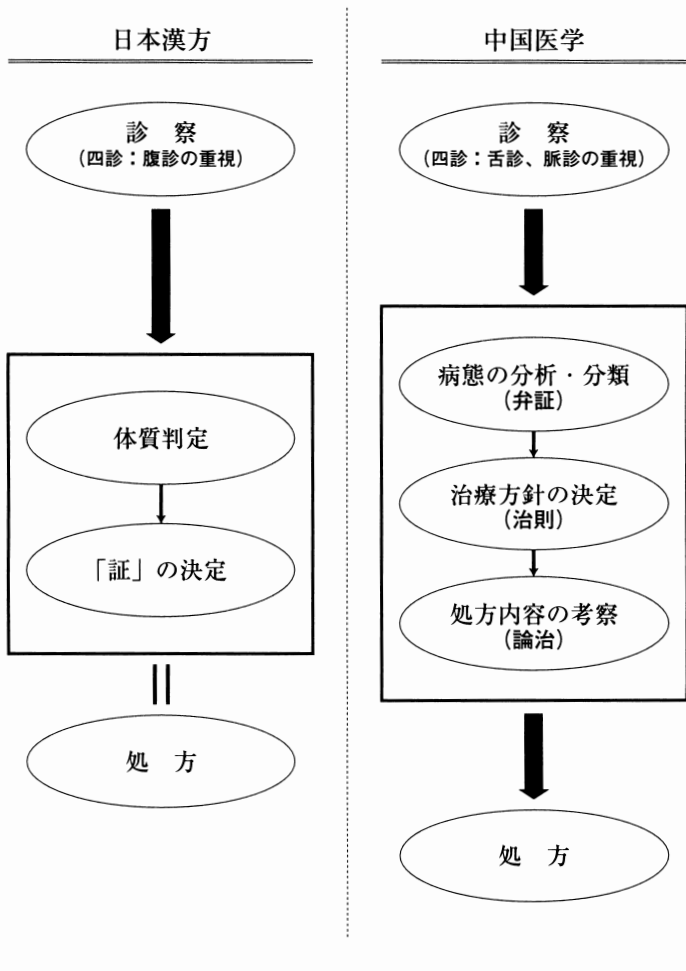 日本漢方
診 察
(四診：腹診の重視)
体質判定
「証」の決定
処 方
中国医学
診 察
(四診：舌診、脈診の重視)
病態の分析・分類
(弁証)
治療方針の決定
(治則)
処方内容の考察
(論治)
処 方